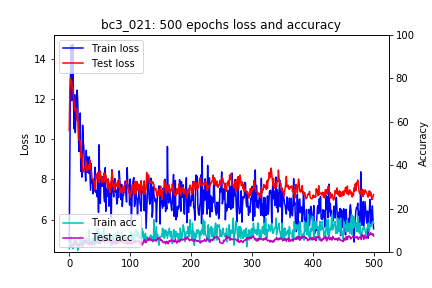 bc3_021: 500 epochs loss and accuracy
Train loss
Test loss
Train acc
Test acc
Loss
14
12
10
8
6
Accuracy
100
80
60
40
20
0
0 100 200 300 400 500